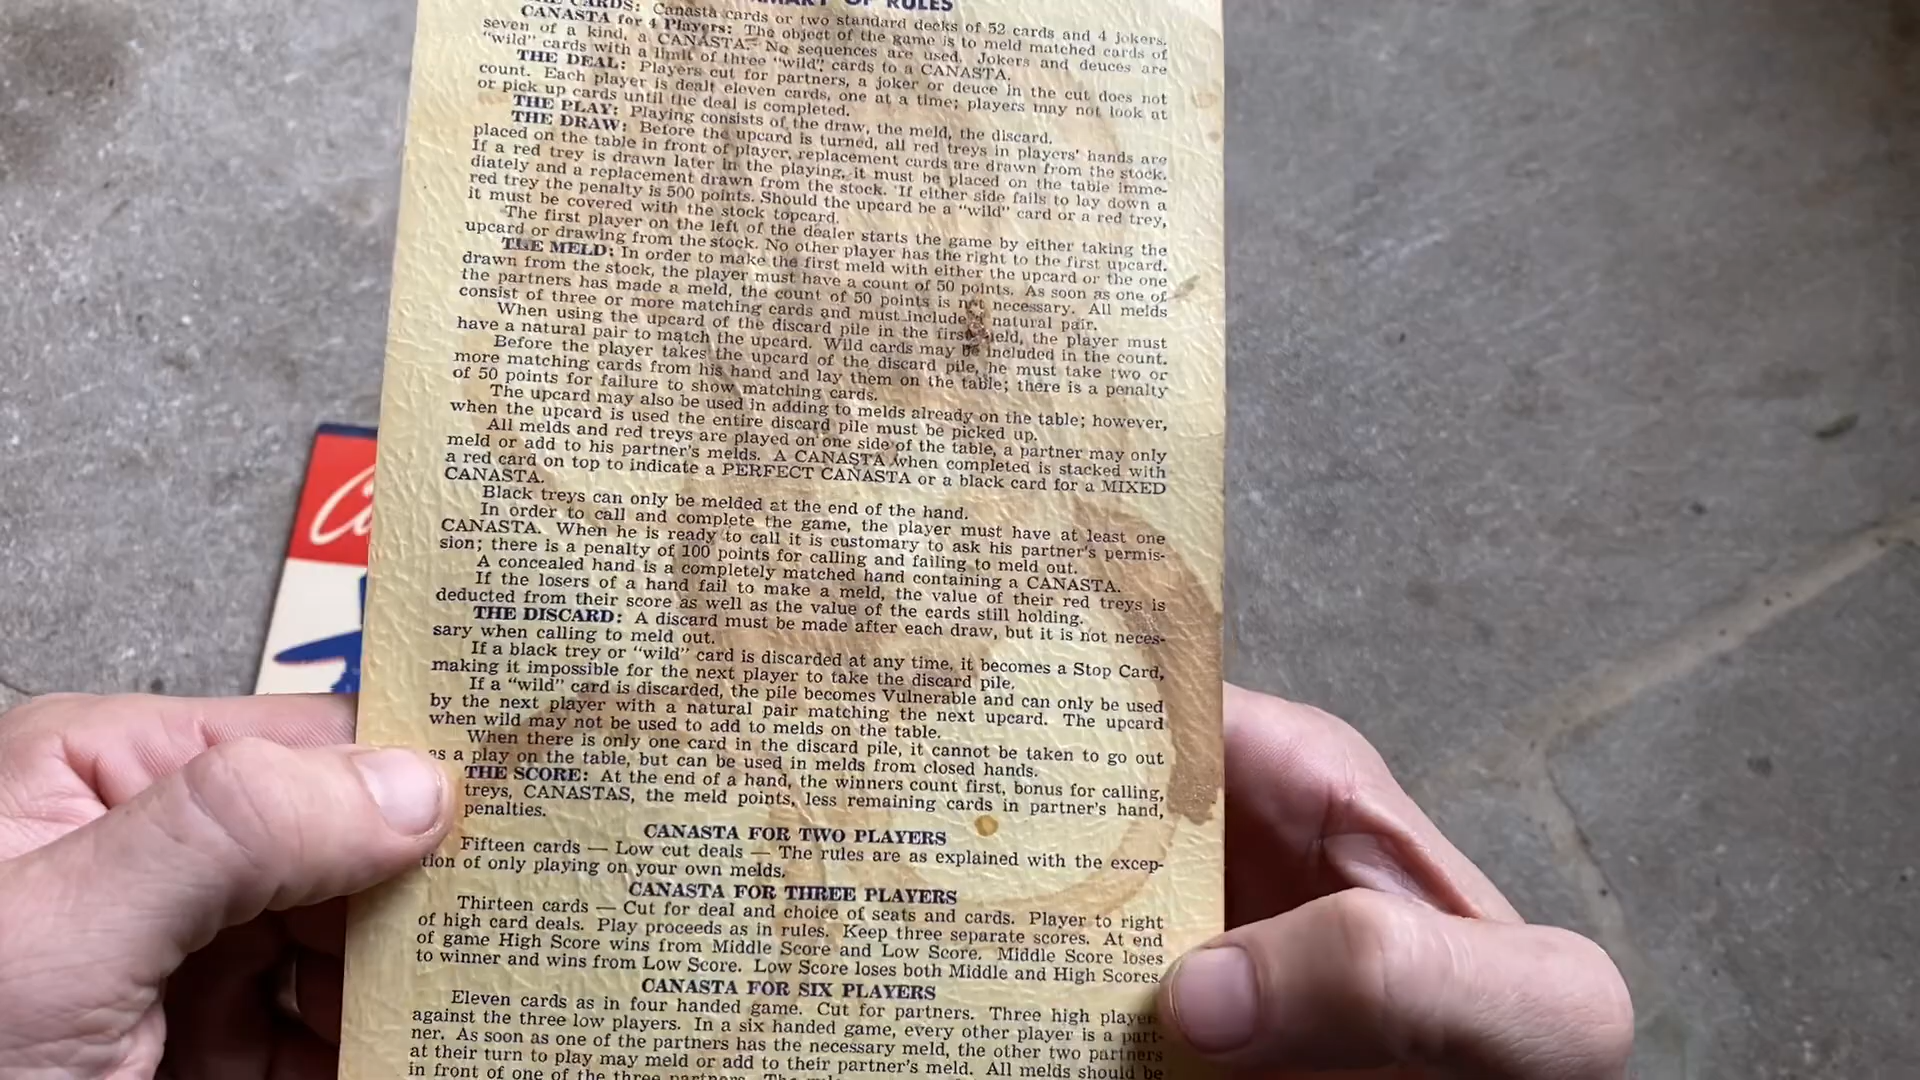 CARDS: Canasta cards or two standard decks of 52 cards and 4 jokers.
CANASTA for 4 Players: The object of the game is to meld matched cards of
seven of a kind, a CANASTA. No sequences are used. Jokers and deuces are
"wild" cards with a limit of three "wild" cards to a CANASTA.
THE DEAL: Players cut for partners, a joker or deuce in the cut does not
count. Each player is dealt eleven cards, one at a time; players may not look at
or pick up cards until the deal is completed.
THE PLAY: Playing consists of the draw, the meld, the discard.
THE DRAW: Before the upcard is turned, all red treys in players' hands are
placed on the table in front of player, replacement cards are drawn from the stock.
If a red trey is drawn later in the playing, it must be placed on the table imme-
diately and a replacement drawn from the stock. If either side fails to lay down a
red trey the penalty is 500 points. Should the upcard be a "wild" card or a red trey,
it must be covered with the stock topcard.
The first player on the left of the dealer starts the game by either taking the
upcard or drawing from the stock. No other player has the right to the first upcard.
THE MELD: In order to make the first meld with either the upcard or the one
drawn from the stock, the player must have a count of 50 points. As soon as one of
the partners has made a meld, the count of 50 points is not necessary. All melds
consist of three or more matching cards and must include natural pair.
When using the upcard of the discard pile in the first meld, the player must
have a natural pair to match the upcard. Wild cards may be included in the count.
Before the player takes the upcard of the discard pile, he must take two or
more matching cards from his hand and lay them on the table; there is a penalty
of 50 points for failure to show matching cards.
The upcard may also be used in adding to melds already on the table; however,
when the upcard is used the entire discard pile must be picked up.
All melds and red treys are played on one side of the table, a partner may only
meld or add to his partner's melds. A CANASTA when completed is stacked with
a red card on top to indicate a PERFECT CANASTA or a black card for a MIXED
CANASTA.
Black treys can only be melded at the end of the hand.
In order to call and complete the game, the player must have at least one
CANASTA. When he is ready to call it is customary to ask his partner's permis-
sion; there is a penalty of 100 points for calling and failing to meld out.
A concealed hand is a completely matched hand containing a CANASTA.
If the losers of a hand fail to make a meld, the value of their red treys is
deducted from their score as well as the value of the cards still holding.
THE DISCARD: A discard must be made after each draw, but it is not neces-
sary when calling to meld out.
If a black trey or "wild" card is discarded at any time, it becomes a Stop Card,
making it impossible for the next player to take the discard pile.
If a "wild" card is discarded, the pile becomes Vulnerable and can only be used
by the next player with a natural pair matching the next upcard. The upcard
when wild may not be used to add to melds on the table.
When there is only one card in the discard pile, it cannot be taken to go out
as a play on the table, but can be used in melds from closed hands.
THE SCORE: At the end of a hand, the winners count first, bonus for calling,
treys, CANASTAS, the meld points, less remaining cards in partner's hand,
penalties.
CANASTA FOR TWO PLAYERS
Fifteen cards — Low cut deals — The rules are as explained with the excep-
tion of only playing on your own melds.
CANASTA FOR THREE PLAYERS
Thirteen cards — Cut for deal and choice of seats and cards. Player to right
of high card deals. Play proceeds as in rules. Keep three separate scores. At end
of game High Score wins from Middle Score and Low Score. Middle Score loses
to winner and wins from Low Score. Low Score loses both Middle and High Scores.
CANASTA FOR SIX PLAYERS
Eleven cards as in four handed game. Cut for partners. Three high players
against the three low players. In a six handed game, every other player is a part-
ner. As soon as one of the partners has the necessary meld, the other two partners
at their turn to play may meld or add to their partner's meld. All melds should be
in front of one of the three partners.